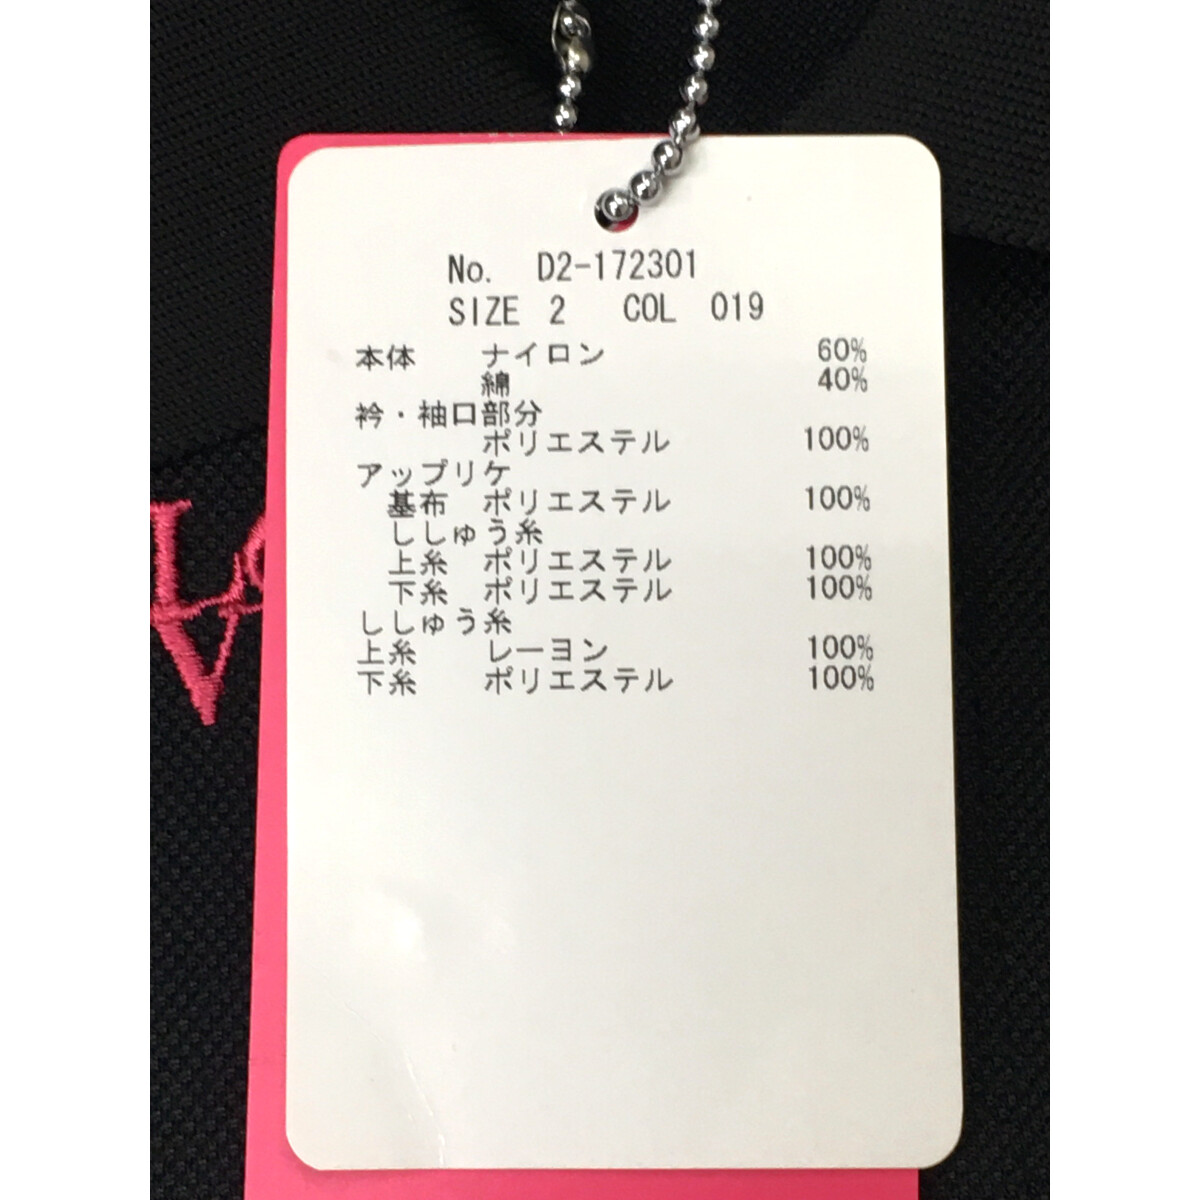 No. D2-172301
SIZE 2 COL 019
本体 ナイロン 60%
綿 40%
衿・袖口部分
ポリエステル 100%
アップリケ
基布 ポリエステル 100%
ししゅう糸
上糸 ポリエステル 100%
下糸 ポリエステル 100%
ししゅう糸
上糸 レーヨン 100%
下糸 ポリエステル 100%